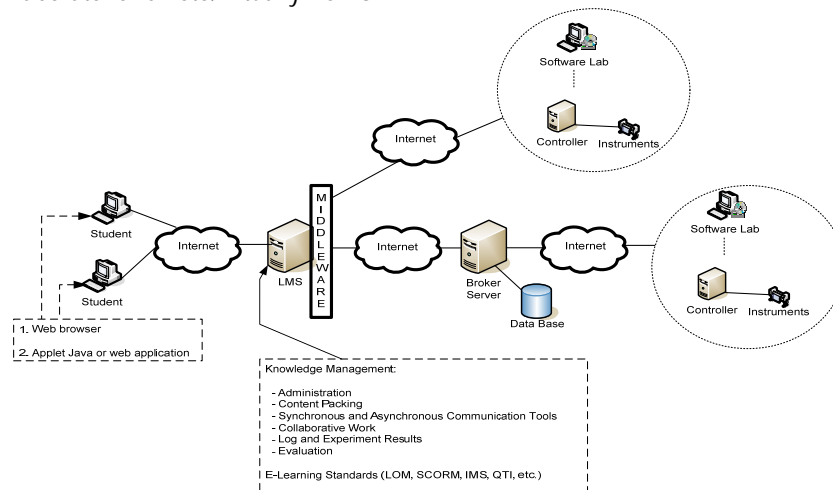 Software Lab
Controller
Instruments
Internet
Student
Internet
LMS
MIDDLEWARE
Internet
Broker
Server
Data Base
Internet
Software Lab
Controller
Instruments
Student
1. Web browser
2. Applet Java or web application
Knowledge Management:
- Administration
- Content Packing
- Synchronous and Asynchronous Communication Tools
- Collaborative Work
- Log and Experiment Results
- Evaluation
E-Learning Standards (LOM, SCORM, IMS, QTI, etc.)